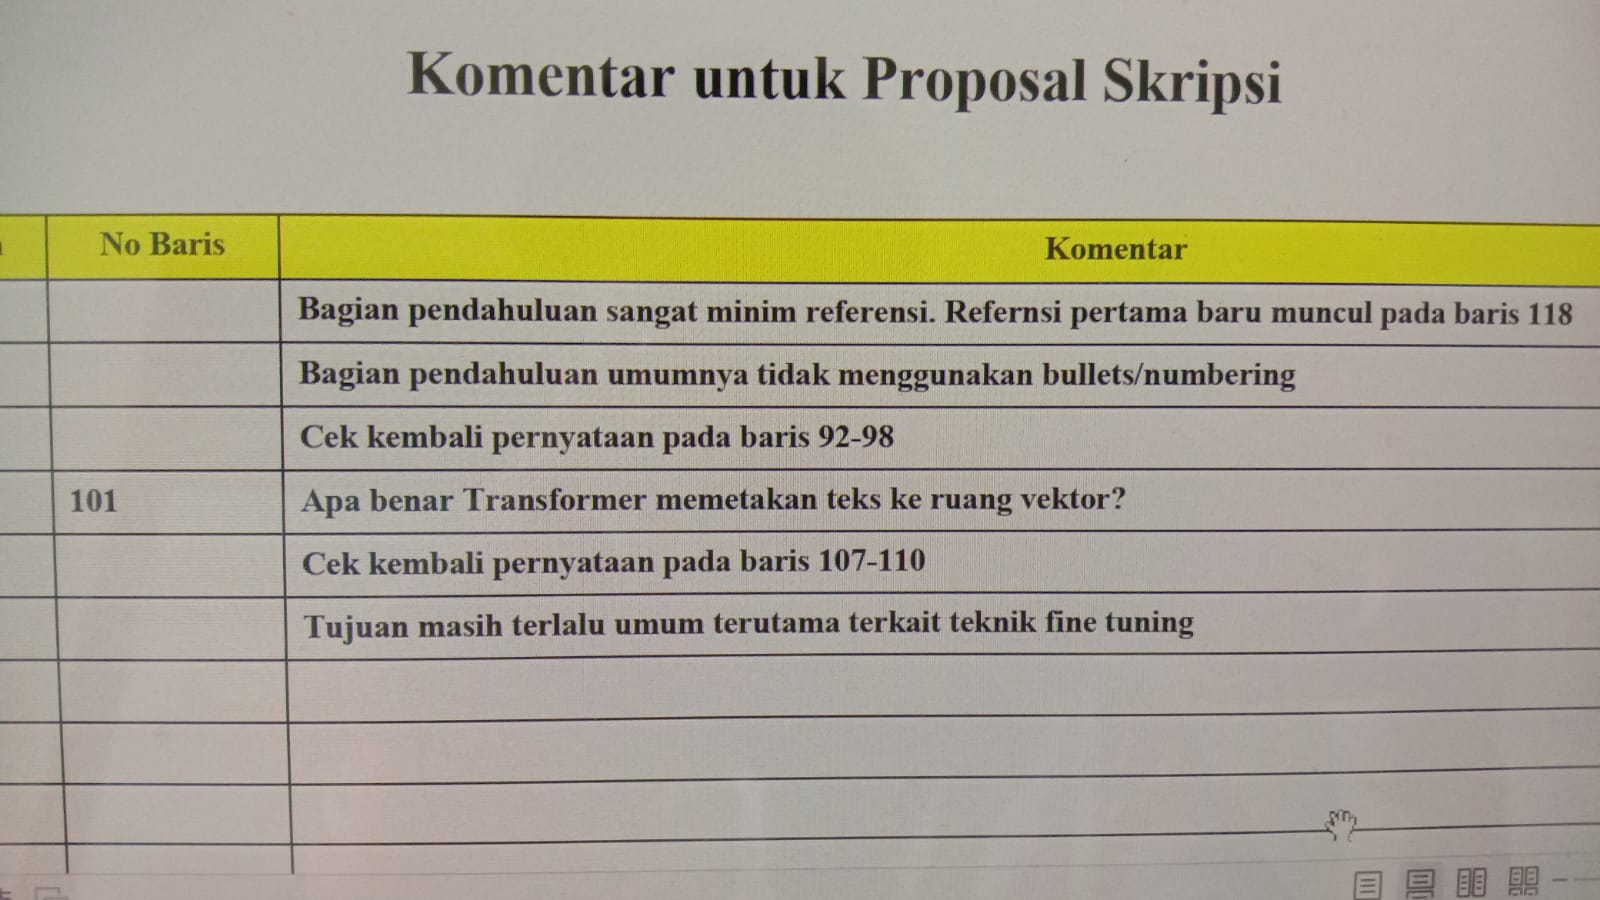 Komentar untuk Proposal Skripsi
No Baris Komentar
Bagian pendahuluan sangat minim referensi. Refernsi pertama baru muncul pada baris 118
Bagian pendahuluan umumnya tidak menggunakan bullets/numbering
Cek kembali pernyataan pada baris 92-98
101 Apa benar Transformer memetakan teks ke ruang vektor?
Cek kembali pernyataan pada baris 107-110
Tujuan masih terlalu umum terutama terkait teknik fine tuning